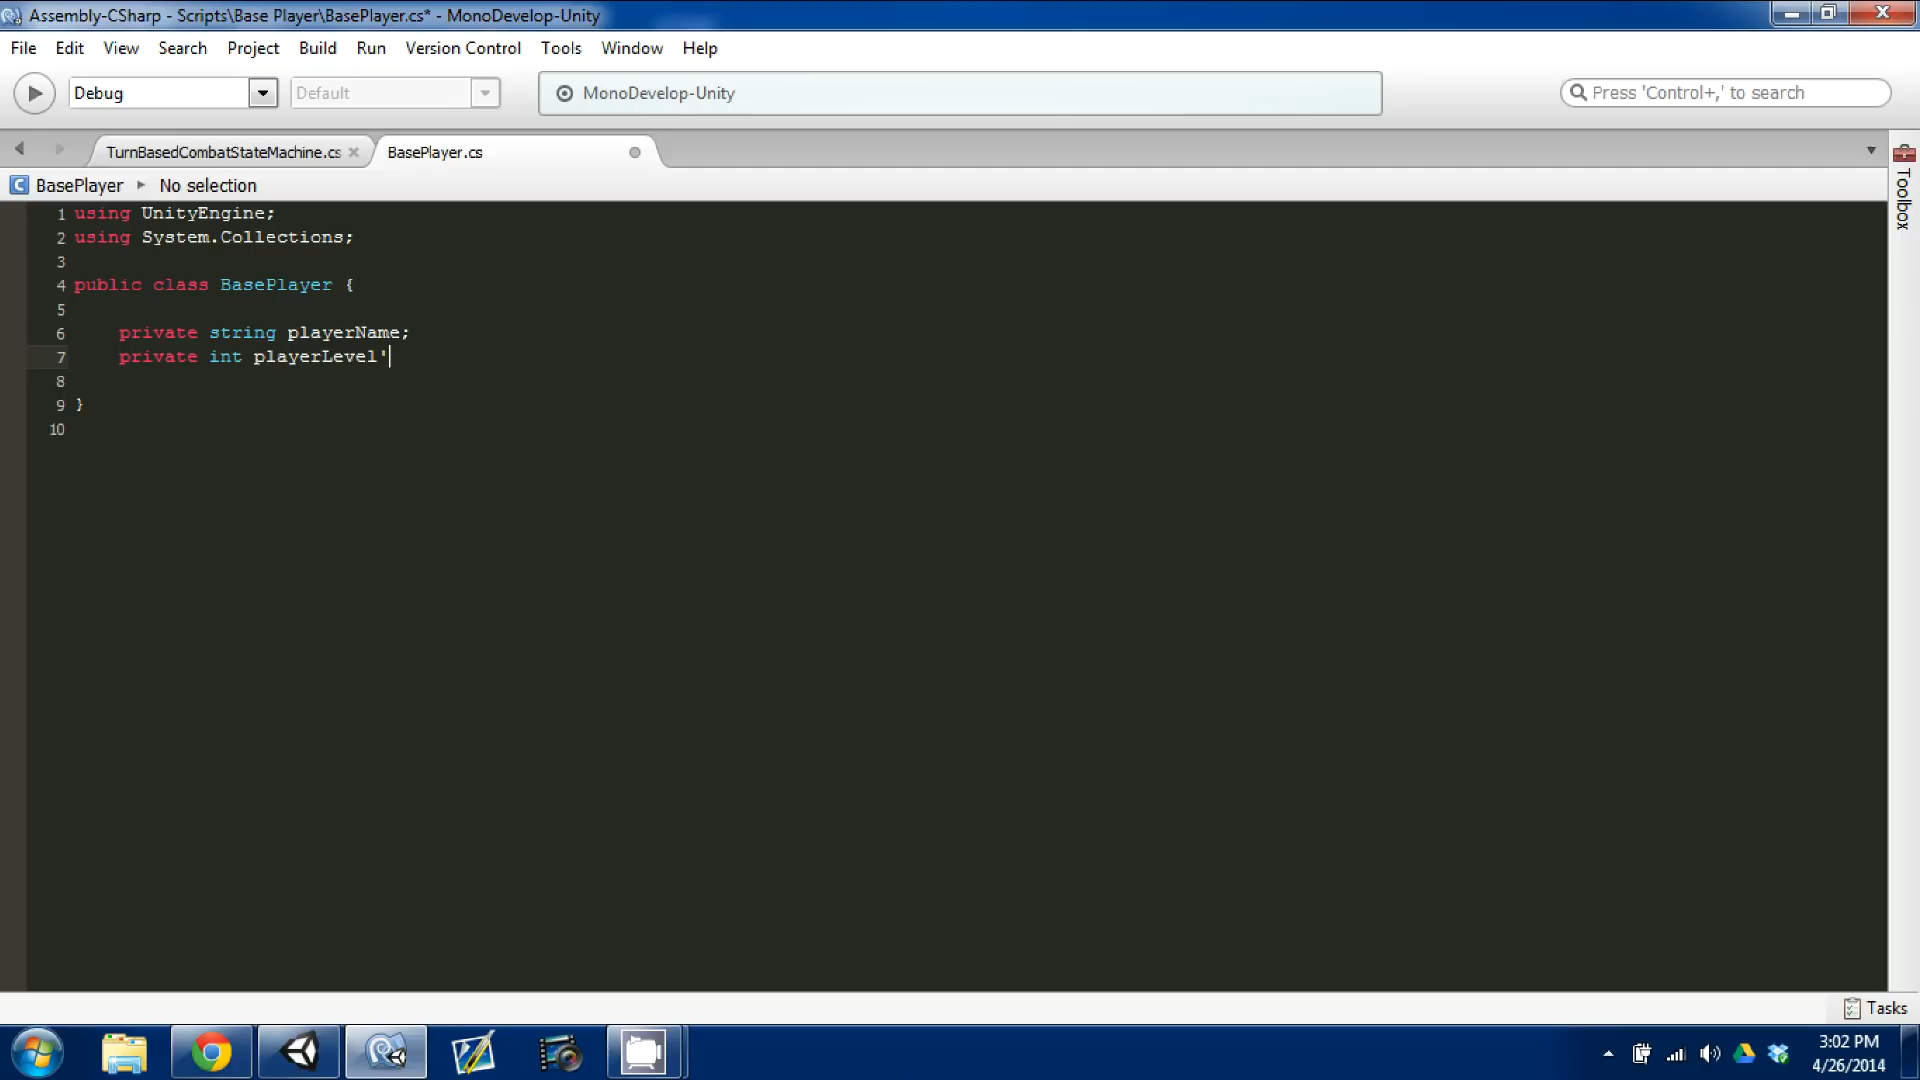 Assembly-CSharp - Scripts\Base Player\BasePlayer.cs* - MonoDevelop-Unity
File Edit View Search Project Build Run Version Control Tools Window Help
Debug Default MonoDevelop-Unity Press 'Control+,' to search
TurnBasedCombatStateMachine.cs BasePlayer.cs
BasePlayer No selection
Toolbox
1 using UnityEngine;
2 using System.Collections;
3
4 public class BasePlayer {
5
6 private string playerName;
7 private int playerLevel'
8
9 }
10
Tasks
3:02 PM
4/26/2014